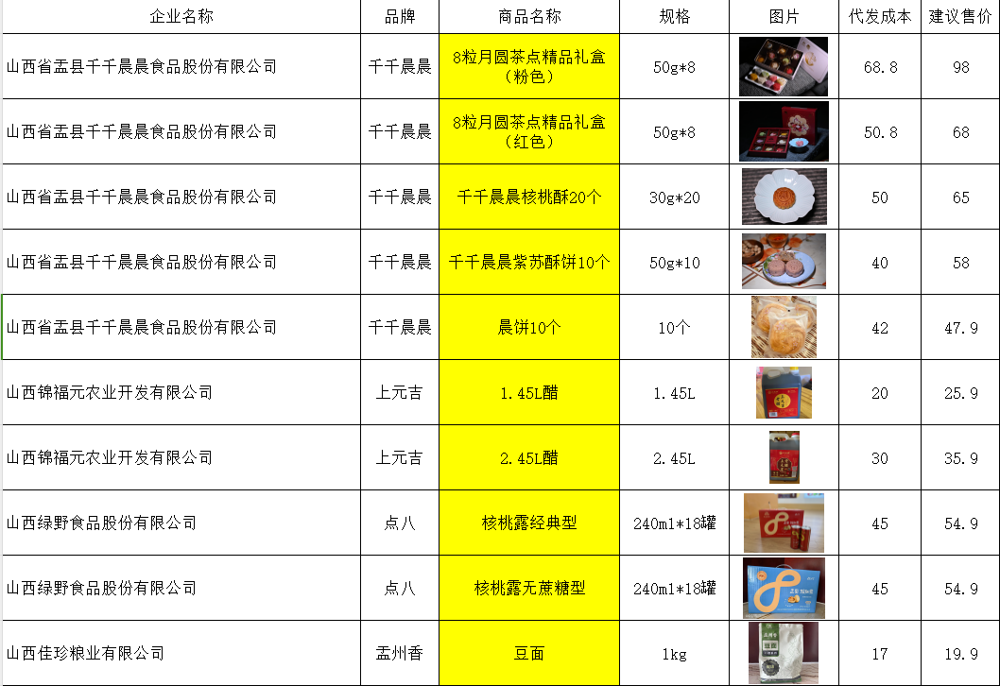 企业名称 品牌 商品名称 规格 图片 代发成本 建议售价
山西省盂县千千晨晨食品股份有限公司 千千晨晨 8粒月圆茶点精品礼盒（粉色） 50g*8 68.8 98
山西省盂县千千晨晨食品股份有限公司 千千晨晨 8粒月圆茶点精品礼盒（红色） 50g*8 50.8 68
山西省盂县千千晨晨食品股份有限公司 千千晨晨 千千晨晨核桃酥20个 30g*20 50 65
山西省盂县千千晨晨食品股份有限公司 千千晨晨 千千晨晨紫苏酥饼10个 50g*10 40 58
山西省盂县千千晨晨食品股份有限公司 千千晨晨 晨饼10个 10个 42 47.9
山西锦福元农业开发有限公司 上元吉 1.45L醋 1.45L 20 25.9
山西锦福元农业开发有限公司 上元吉 2.45L醋 2.45L 30 35.9
山西绿野食品股份有限公司 点八 核桃露经典型 240ml*18罐 45 54.9
山西绿野食品股份有限公司 点八 核桃露无蔗糖型 240ml*18罐 45 54.9
山西佳珍粮业有限公司 盂州香 豆面 1kg 17 19.9